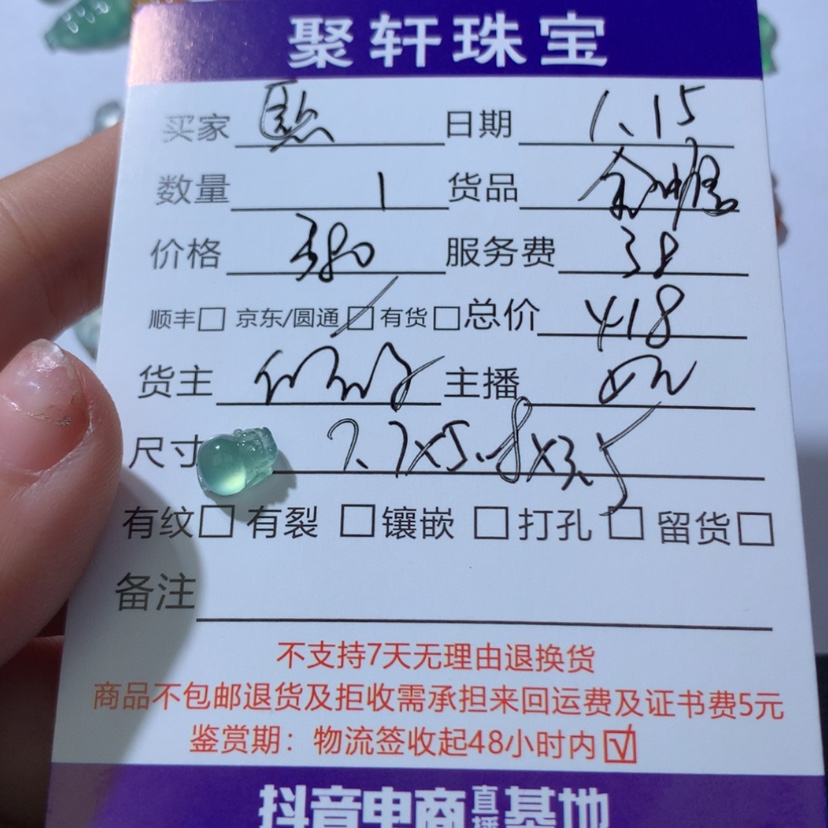 聚轩珠宝
买家 日期 1.15
数量 1 货品
价格 380 服务费 38
顺丰□ 京东/圆通□ 有货□ 总价 418
货主 主播
尺寸 7.7x5.8x3.5
有纹□ 有裂 □镶嵌 □打孔 □ 留货□
备注
不支持7天无理由退换货
商品不包邮退货及拒收需承担来回运费及证书费5元
鉴赏期：物流签收起48小时内☑
抖音电商直播基地